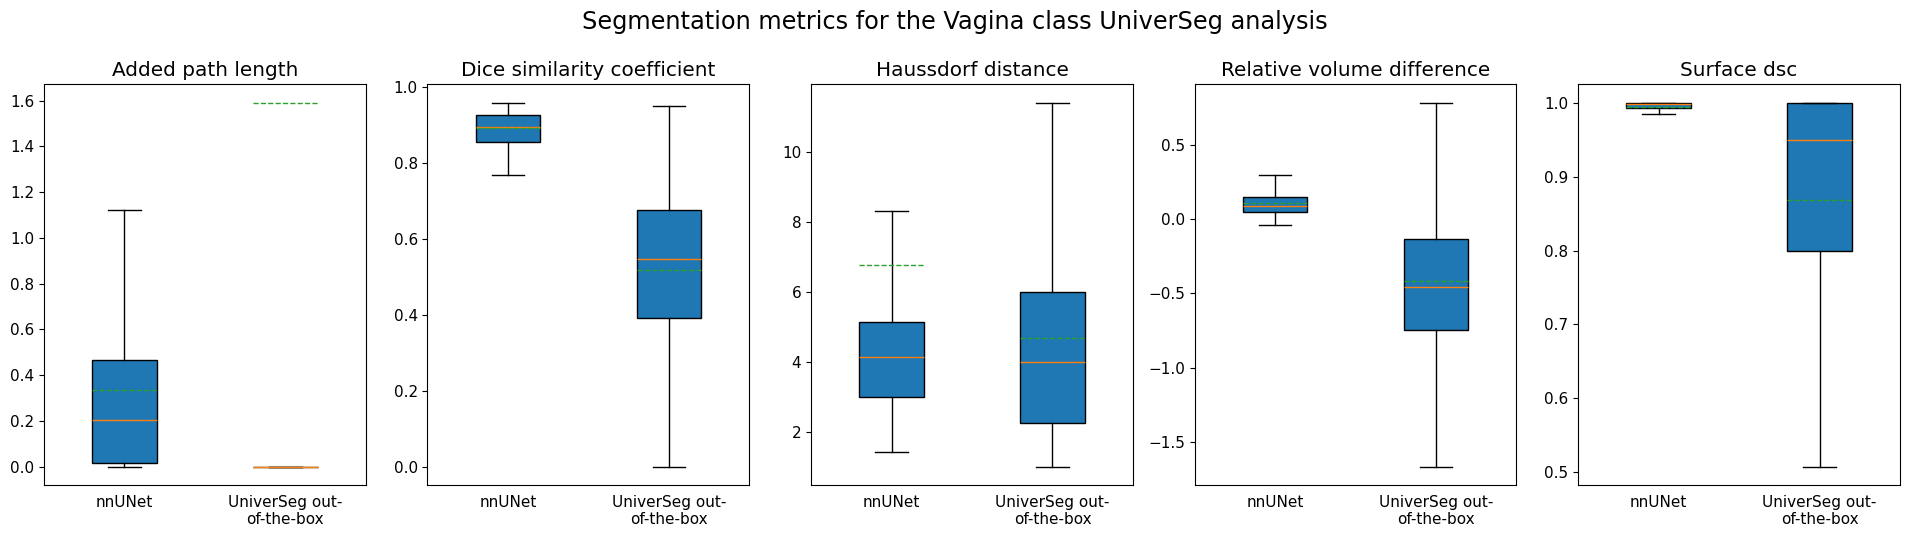 Segmentation metrics for the Vagina class UniverSeg analysis
Added path length
1.6
1.4
1.2
1.0
0.8
0.6
0.4
0.2
0.0
nnUNet
UniverSeg out-
of-the-box
Dice similarity coefficient
1.0
0.8
0.6
0.4
0.2
0.0
nnUNet
UniverSeg out-
of-the-box
Haussdorf distance
10
8
6
4
2
nnUNet
UniverSeg out-
of-the-box
Relative volume difference
0.5
0.0
−0.5
−1.0
−1.5
nnUNet
UniverSeg out-
of-the-box
Surface dsc
1.0
0.9
0.8
0.7
0.6
0.5
nnUNet
UniverSeg out-
of-the-box